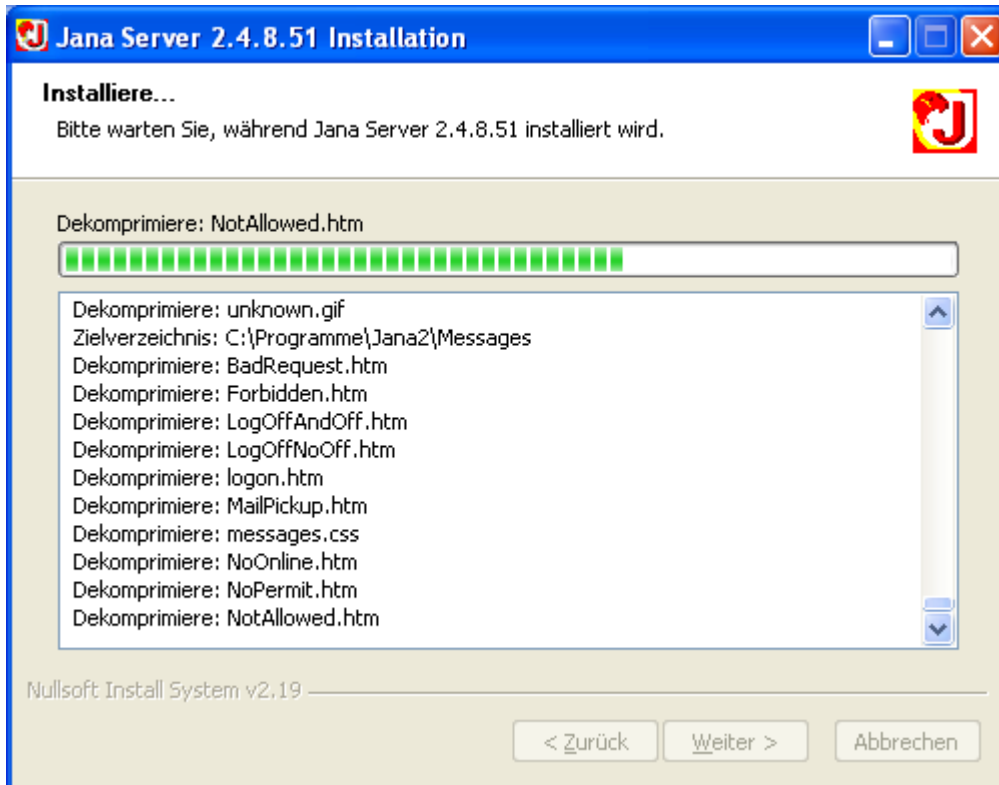 Jana Server 2.4.8.51 Installation
Installiere...
Bitte warten Sie, während Jana Server 2.4.8.51 installiert wird.
J
Dekomprimiere: NotAllowed.htm
Dekomprimiere: unknown.gif
Zielverzeichnis: C:\Programme\Jana2\Messages
Dekomprimiere: BadRequest.htm
Dekomprimiere: Forbidden.htm
Dekomprimiere: LogOffAndOff.htm
Dekomprimiere: LogOffNoOff.htm
Dekomprimiere: logon.htm
Dekomprimiere: MailPickup.htm
Dekomprimiere: messages.css
Dekomprimiere: NoOnline.htm
Dekomprimiere: NoPermit.htm
Dekomprimiere: NotAllowed.htm
Nullsoft Install System v2.19
< Zurück
Weiter >
Abbrechen